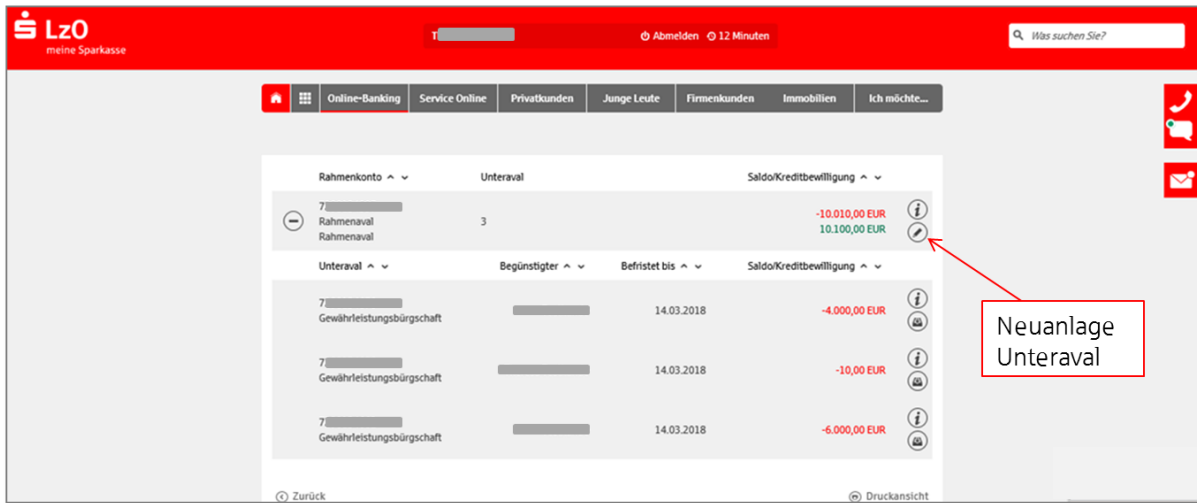 LzO
meine Sparkasse
T
Abmelden 12 Minuten
Was suchen Sie?
Online-Banking Service Online Privatkunden Junge Leute Firmenkunden Immobilien Ich möchte...
Rahmenkonto Unteraval Saldo/Kreditbewilligung
7
Rahmenaval 3 -10.010,00 EUR
Rahmenaval 10.100,00 EUR
Unteraval Begünstigter Befristet bis Saldo/Kreditbewilligung
7
Gewährleistungsbürgschaft 14.03.2018 -4.000,00 EUR
7
Gewährleistungsbürgschaft 14.03.2018 -10,00 EUR
7
Gewährleistungsbürgschaft 14.03.2018 -6.000,00 EUR
Neuanlage
Unteraval
Zurück Druckansicht